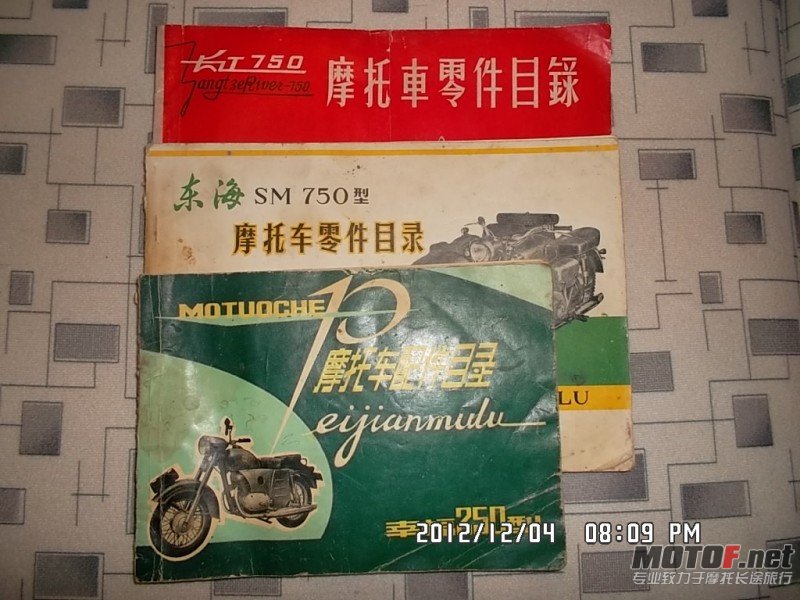 长江750
YangtzeRiver-750
摩托車零件目錄
东海 SM 750型
摩托车零件目录
LU
MOTUOCHE
摩托车配件目录
Peijianmulu
幸福250型
2012/12/04 08:09 PM
MOTOF.net
专业致力于摩托长途旅行